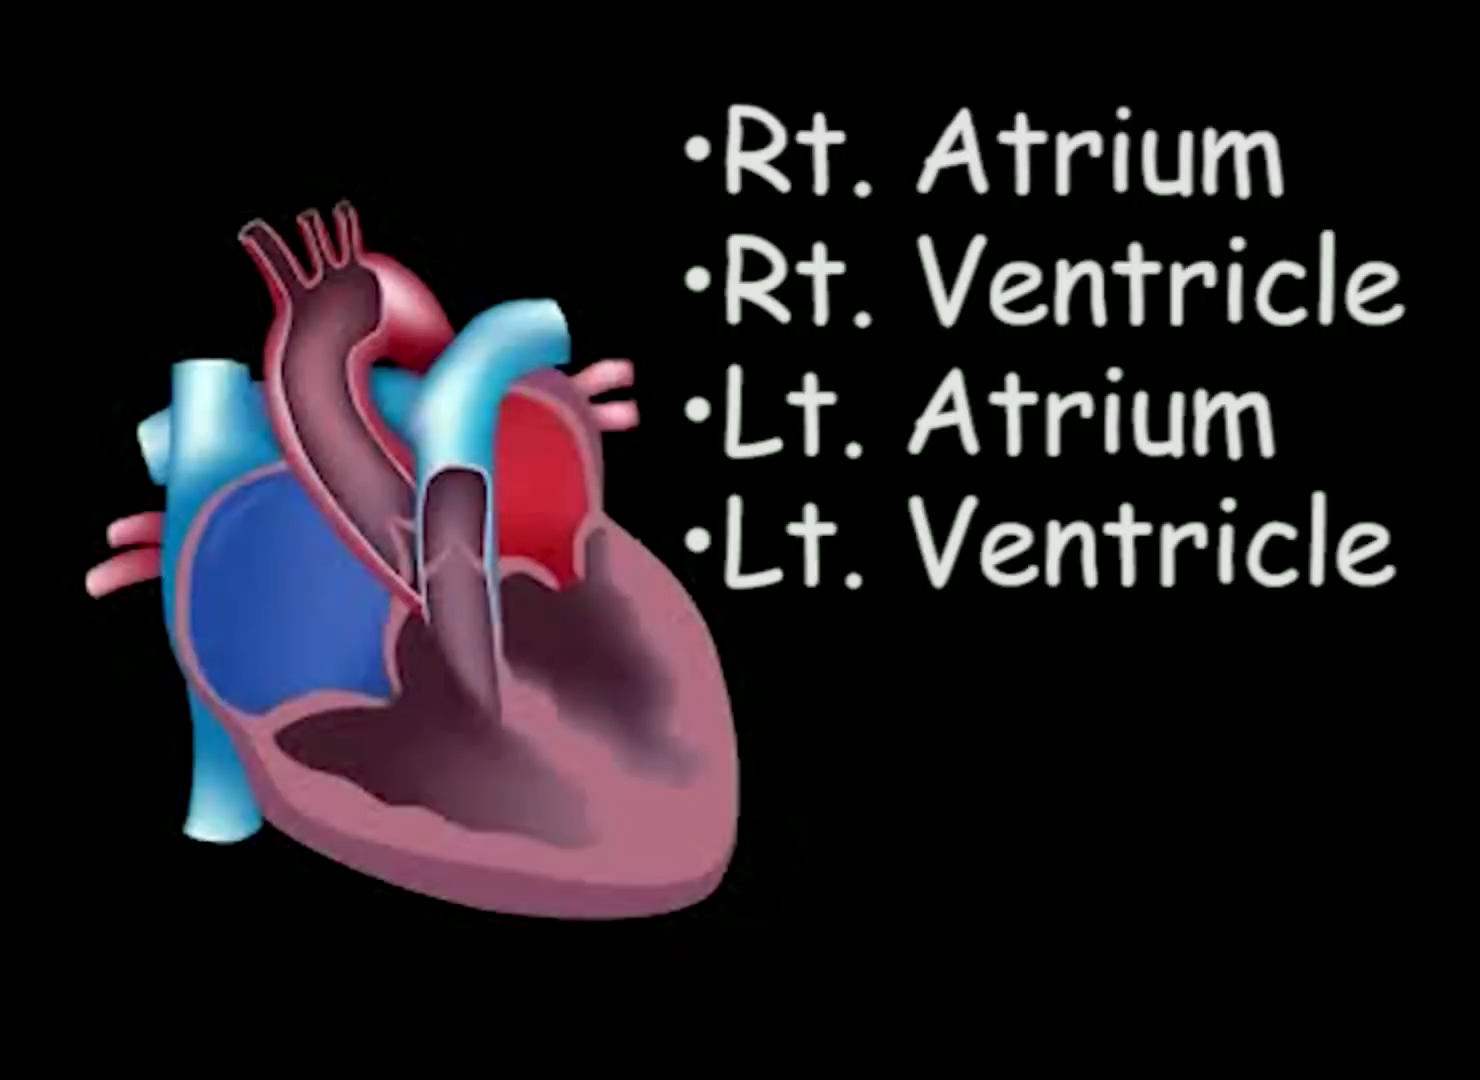 •Rt. Atrium
•Rt. Ventricle
•Lt. Atrium
•Lt. Ventricle